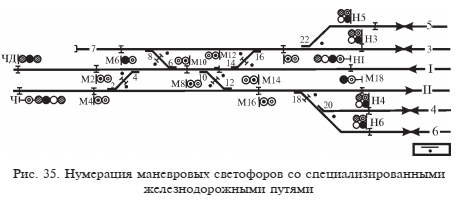 Н5
5
22
Н3
7
8
М6
6
М10
М12
14
16
3
НI
ЧД
I
М2
4
М8
10
12
М14
М18
ЧI
М4
М16
18
II
20
Н4
4
Н6
6
Рис. 35. Нумерация маневровых светофоров со специализированными
железнодорожными путями